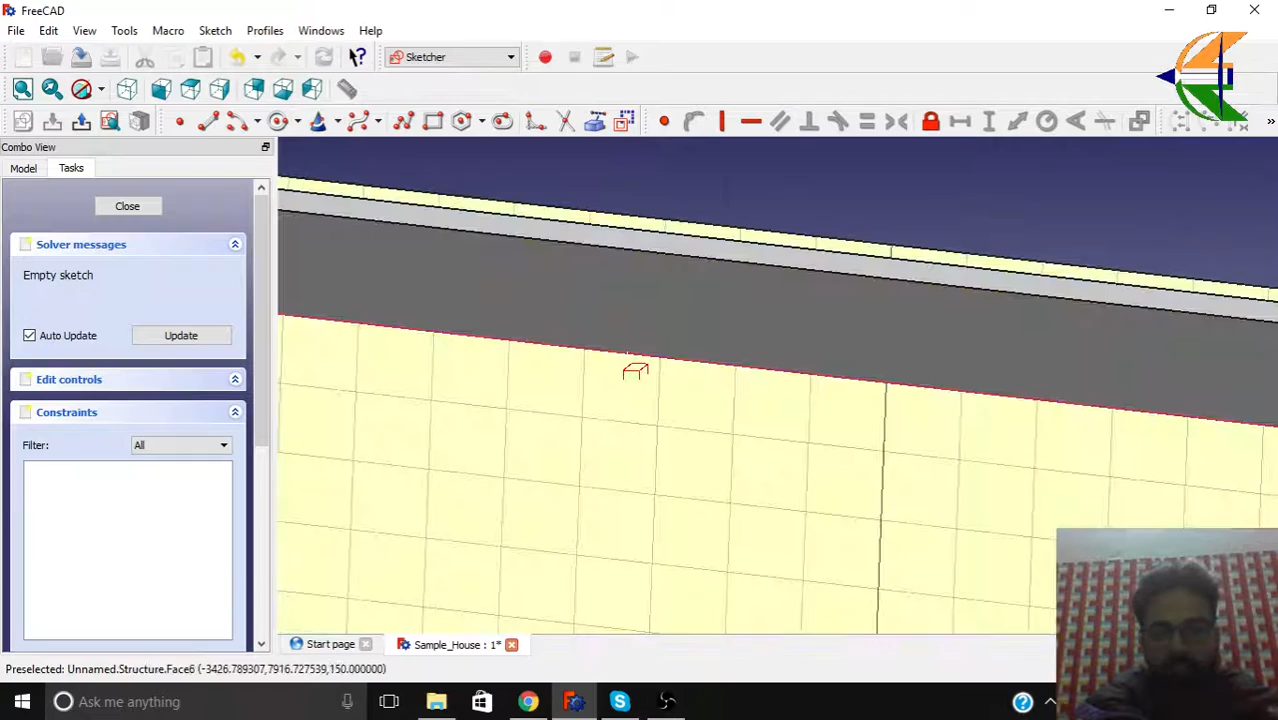 FreeCAD
File Edit View Tools Macro Sketch Profiles Windows Help
Sketcher
»
Combo View
Model Tasks
Close
Solver messages
Empty sketch
Auto Update Update
Edit controls
Constraints
Filter: All
Start page Sample_House : 1*
Preselected: Unnamed.Structure.Face6 (-3426.789307,7916.727539,150.000000)
Ask me anything